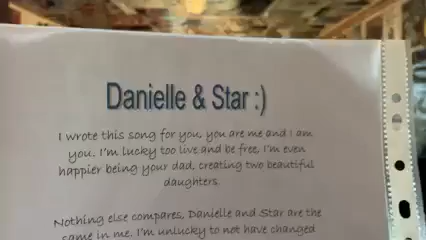 Danielle & Star :)
I wrote this song for you, you are me and I am
you. I'm lucky too live and be free, I'm even
happier being your dad, creating two beautiful
daughters.
Nothing else compares, Danielle and Star are the
same in me. I'm unlucky to not have changed